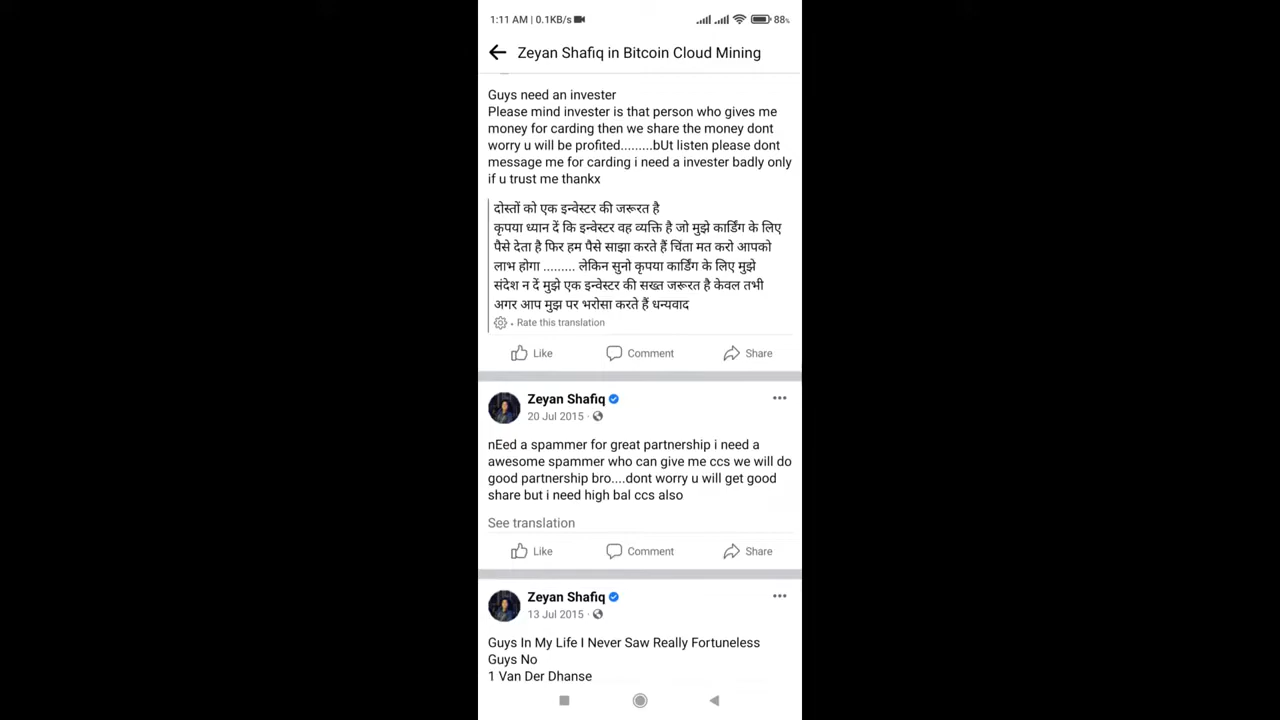 1:11 AM | 0.1KB/s
88%
Zeyan Shafiq in Bitcoin Cloud Mining
Guys need an invester
Please mind invester is that person who gives me
money for carding then we share the money dont
worry u will be profited.........bUt listen please dont
message me for carding i need a invester badly only
if u trust me thankx
दोस्तों को एक इन्वेस्टर की जरूरत है
कृपया ध्यान दें कि इन्वेस्टर वह व्यक्ति है जो मुझे कार्डिंग के लिए
पैसे देता है फिर हम पैसे साझा करते हैं चिंता मत करो आपको
लाभ होगा ......... लेकिन सुनो कृपया कार्डिंग के लिए मुझे
संदेश न दें मुझे एक इन्वेस्टर की सख्त जरूरत है केवल तभी
अगर आप मुझ पर भरोसा करते हैं धन्यवाद
· Rate this translation
Like Comment Share
Zeyan Shafiq
20 Jul 2015 ·
nEed a spammer for great partnership i need a
awesome spammer who can give me ccs we will do
good partnership bro....dont worry u will get good
share but i need high bal ccs also
See translation
Like Comment Share
Zeyan Shafiq
13 Jul 2015 ·
Guys In My Life I Never Saw Really Fortuneless
Guys No
1 Van Der Dhanse